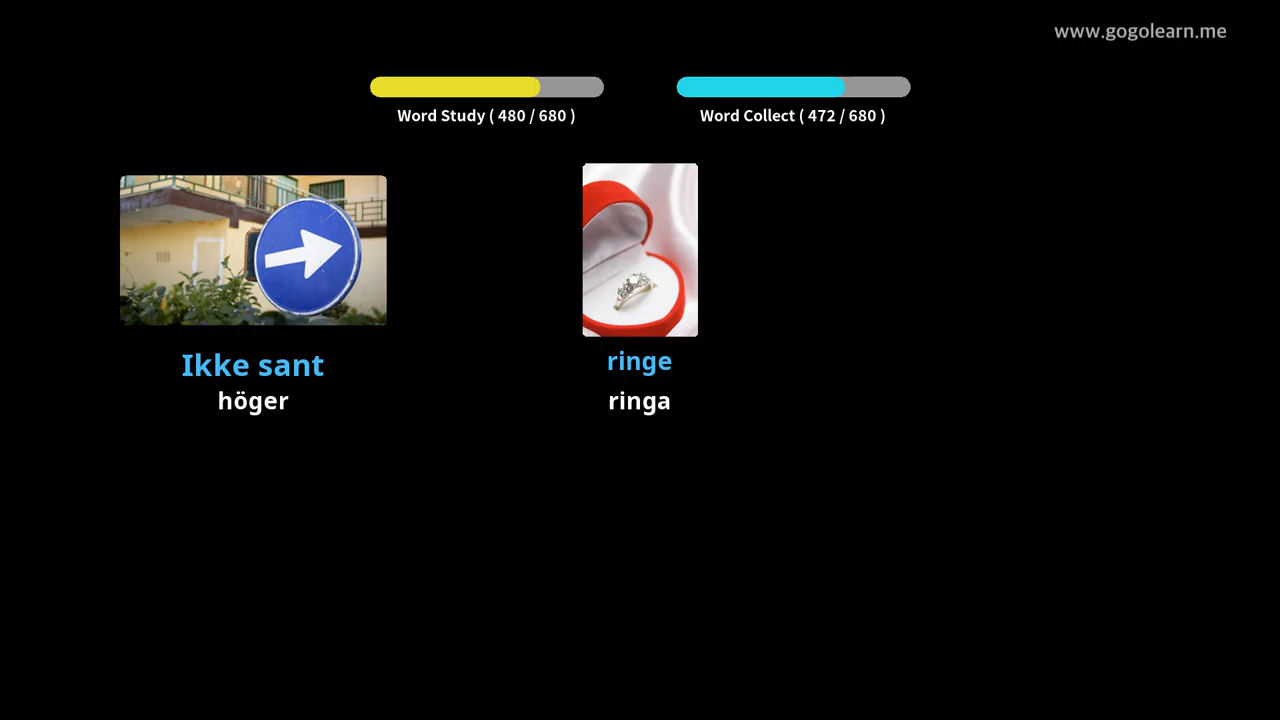 www.gogolearn.me
Word Study ( 480 / 680 )
Word Collect ( 472 / 680 )
Ikke sant
höger
ringe
ringa